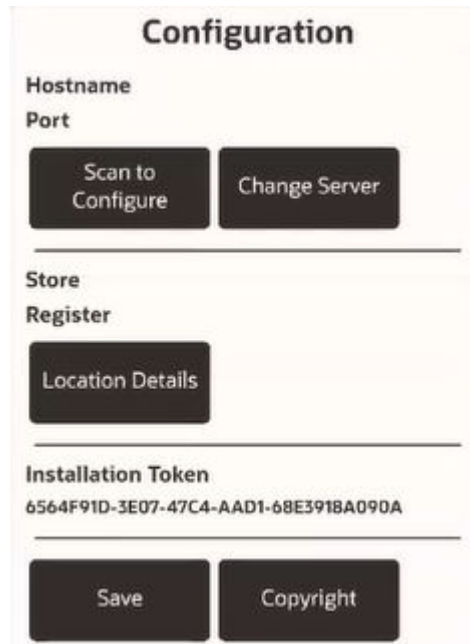 Configuration
Hostname
Port
Scan to
Configure
Change Server
Store
Register
Location Details
Installation Token
6564F91D-3E07-47C4-AAD1-68E3918A090A
Save
Copyright